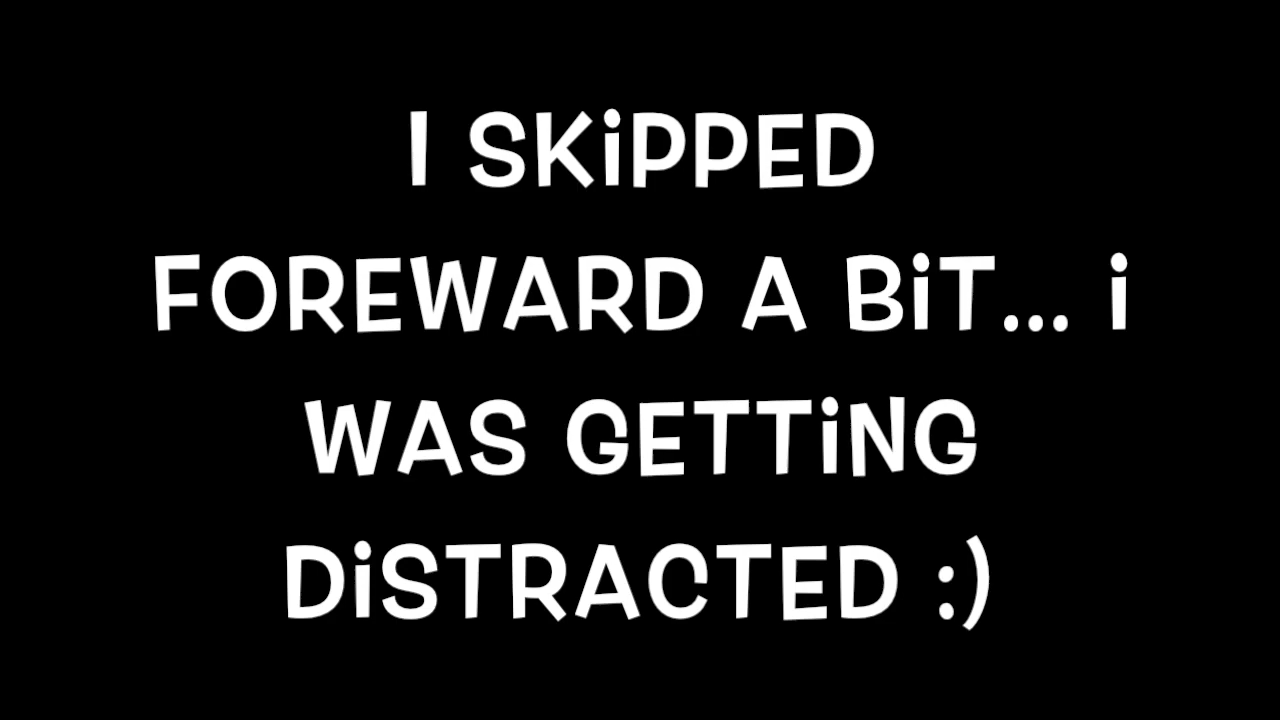 I SKiPPED
FOREWARD A BiT... i
WAS GETTiNG
DiSTRACTED :)